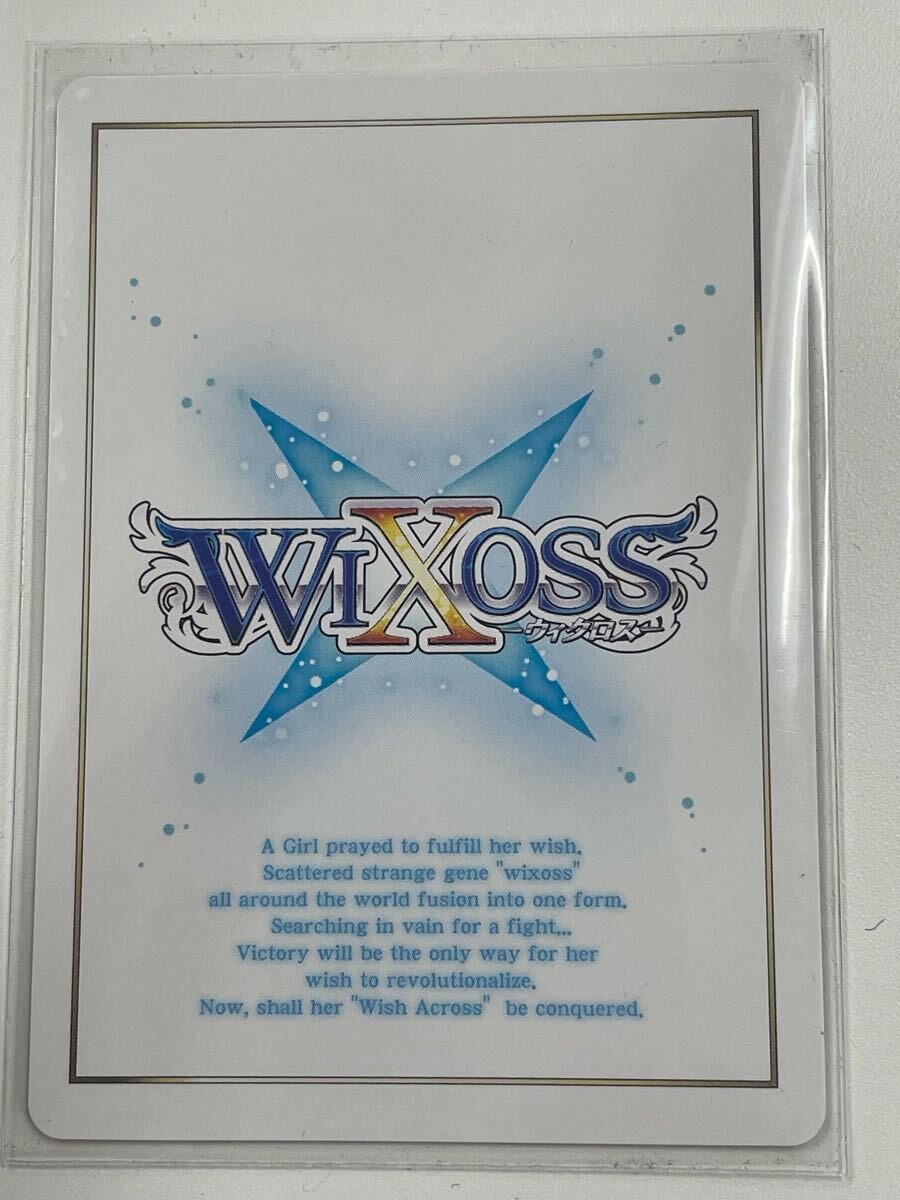 WIXOSS
ーウィクロスー
A Girl prayed to fulfill her wish.
Scattered strange gene "wixoss"
all around the world fusion into one form.
Searching in vain for a fight...
Victory will be the only way for her
wish to revolutionalize.
Now, shall her "Wish Across" be conquered.